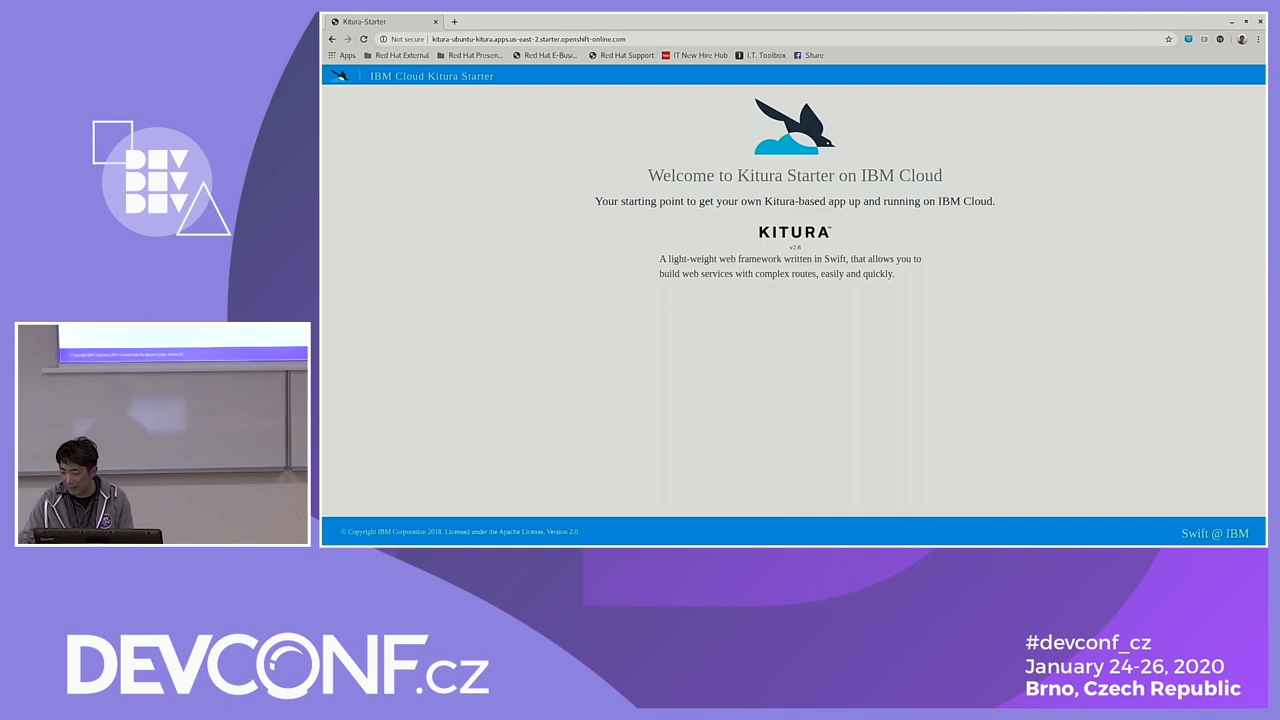 Kitura-Starter
Not secure | kitura-ubuntu-kitura.apps.us-east-2.starter.openshift-online.com
Apps Red Hat External Red Hat Presen... Red Hat E-Busi... Red Hat Support IT New Hire Hub I.T. Toolbox Share
IBM Cloud Kitura Starter
Welcome to Kitura Starter on IBM Cloud
Your starting point to get your own Kitura-based app up and running on IBM Cloud.
KITURA™
v2.6
A light-weight web framework written in Swift, that allows you to
build web services with complex routes, easily and quickly.
© Copyright IBM Corporation 2018. Licensed under the Apache License, Version 2.0.
Swift @ IBM
DEV
DEV
DEV
DEVCONF.cz
#devconf_cz
January 24-26, 2020
Brno, Czech Republic